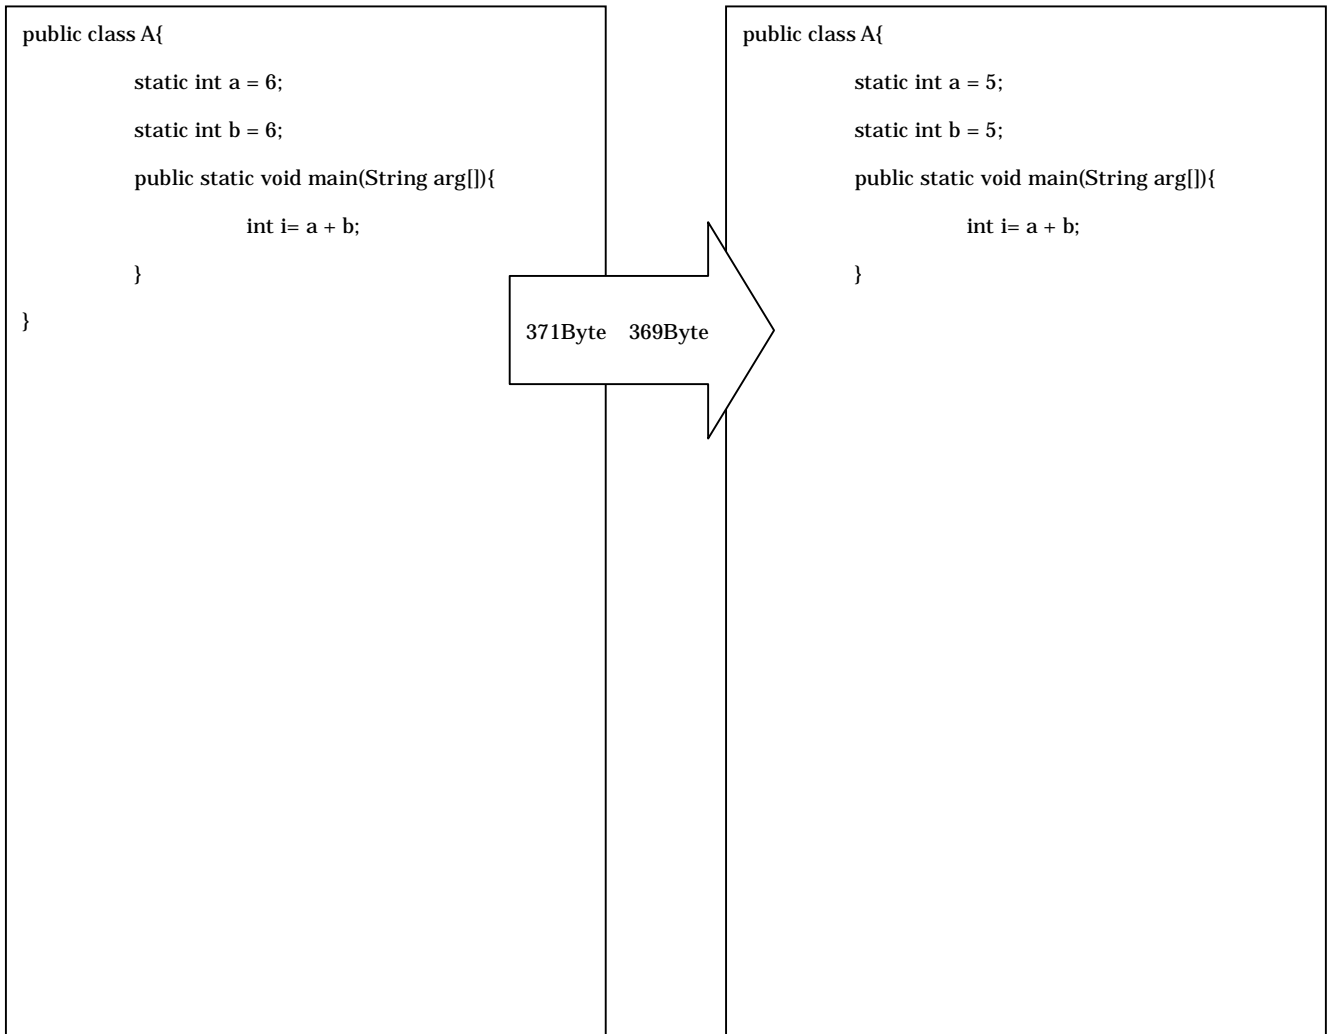 public class A{
static int a = 6;
static int b = 6;
public static void main(String arg[]){
int i= a + b;
}
}
371Byte 369Byte
public class A{
static int a = 5;
static int b = 5;
public static void main(String arg[]){
int i= a + b;
}